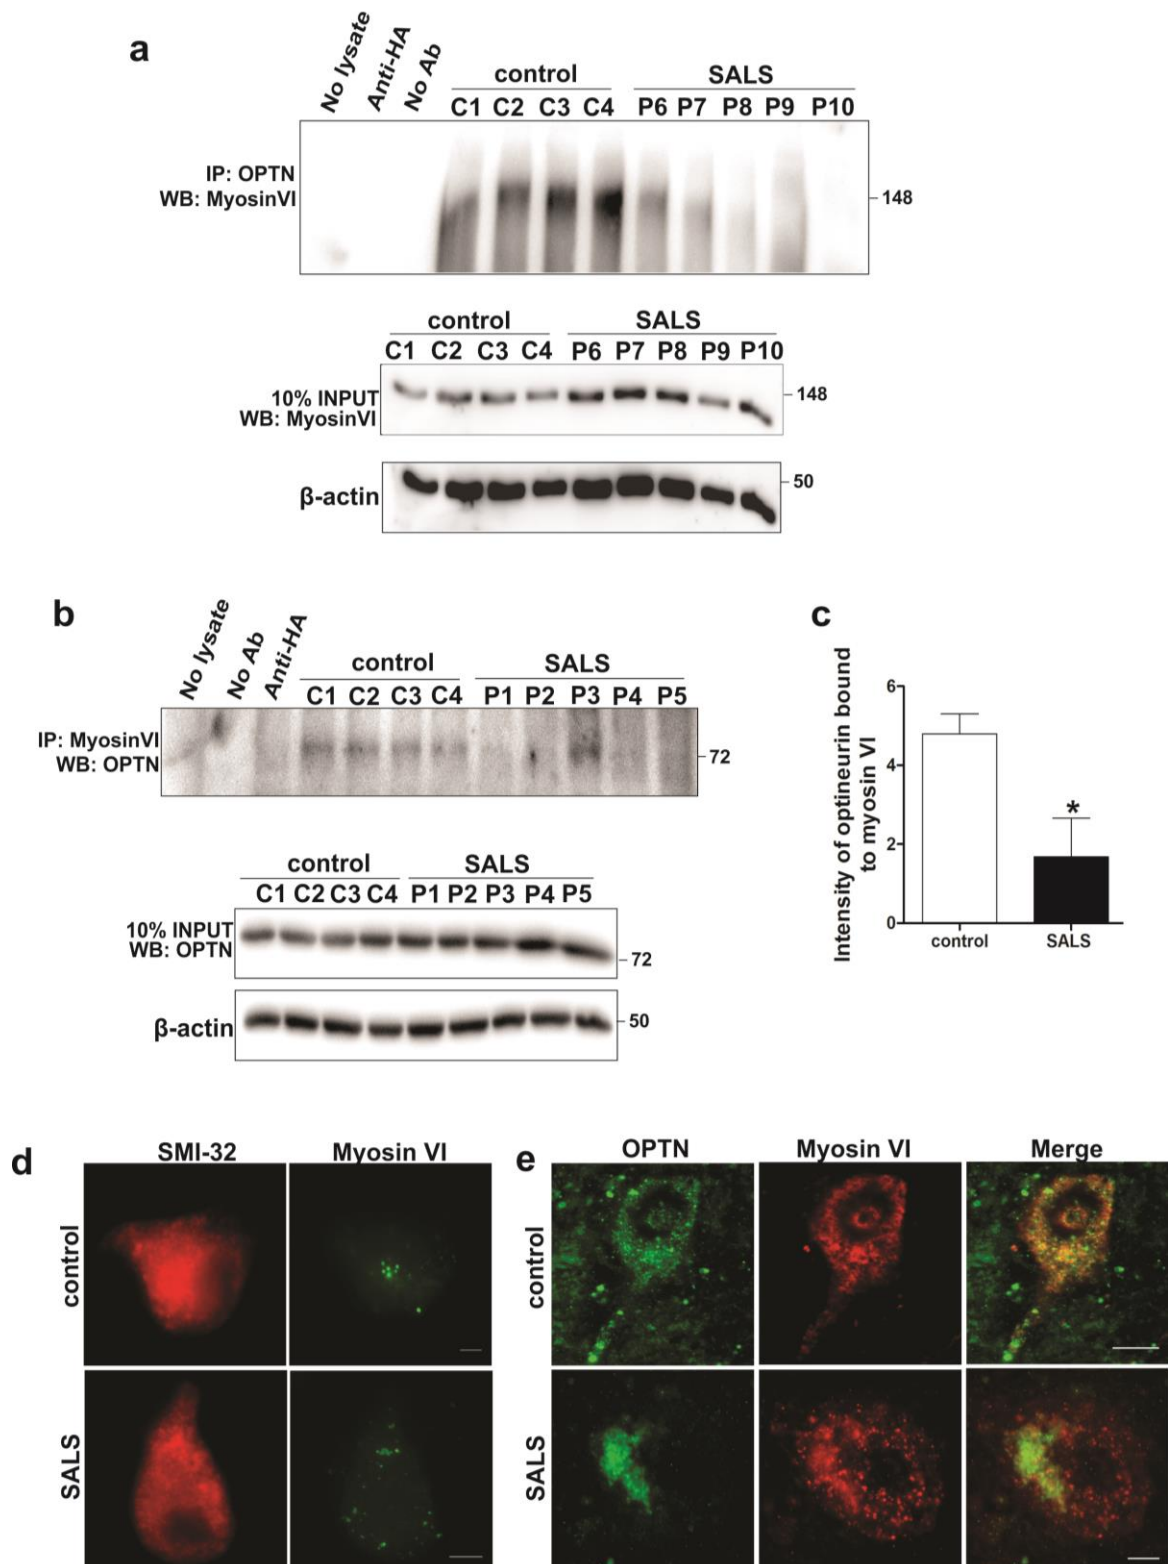 a
No lysate
Anti-HA
No Ab
control
SALS
C1 C2 C3 C4 P6 P7 P8 P9 P10
IP: OPTN
WB: MyosinVI
148
control
SALS
C1 C2 C3 C4 P6 P7 P8 P9 P10
10% INPUT
WB: MyosinVI
148
β-actin
50
b
No lysate
No Ab
Anti-HA
control
SALS
C1 C2 C3 C4 P1 P2 P3 P4 P5
IP: MyosinVI
WB: OPTN
72
control
SALS
C1 C2 C3 C4 P1 P2 P3 P4 P5
10% INPUT
WB: OPTN
72
β-actin
50
c
Intensity of optineurin bound
to myosin VI
6
4
2
0
*
control
SALS
d
SMI-32
Myosin VI
control
SALS
e
OPTN
Myosin VI
Merge
control
SALS